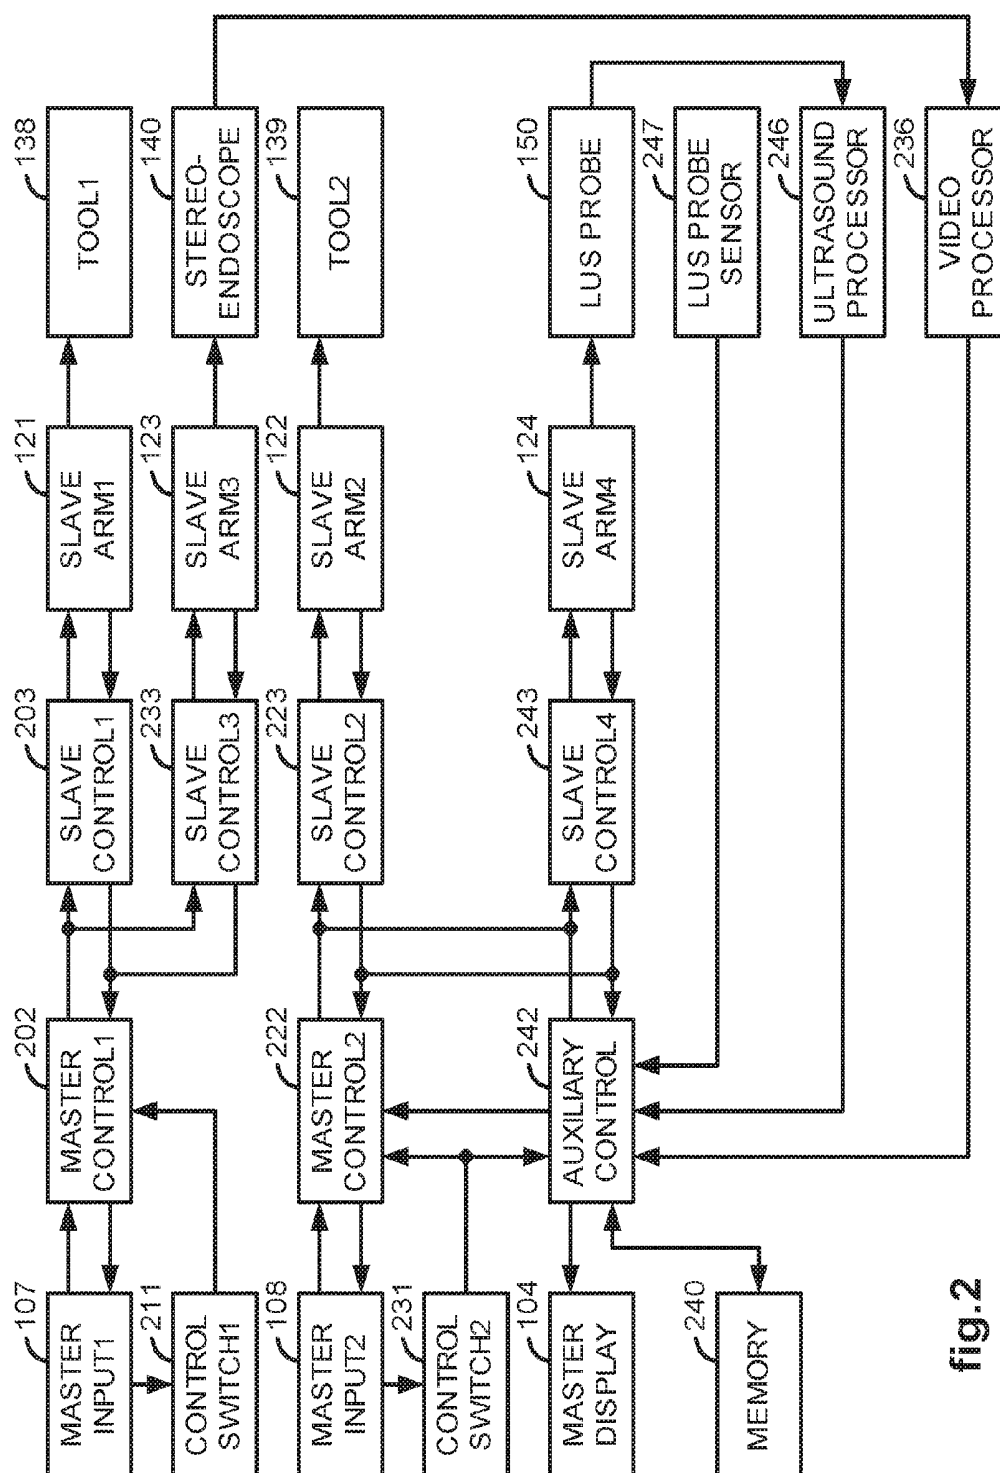 107
MASTER
INPUT1
202
MASTER
CONTROL1
203
SLAVE
CONTROL1
121
SLAVE
ARM1
138
TOOL1
211
CONTROL
SWITCH1
233
SLAVE
CONTROL3
123
SLAVE
ARM3
140
STEREO-
ENDOSCOPE
108
MASTER
INPUT2
222
MASTER
CONTROL2
223
SLAVE
CONTROL2
122
SLAVE
ARM2
139
TOOL2
231
CONTROL
SWITCH2
104
MASTER
DISPLAY
242
AUXILIARY
CONTROL
243
SLAVE
CONTROL4
124
SLAVE
ARM4
150
LUS PROBE
247
LUS PROBE
SENSOR
240
MEMORY
246
ULTRASOUND
PROCESSOR
236
VIDEO
PROCESSOR
fig.2